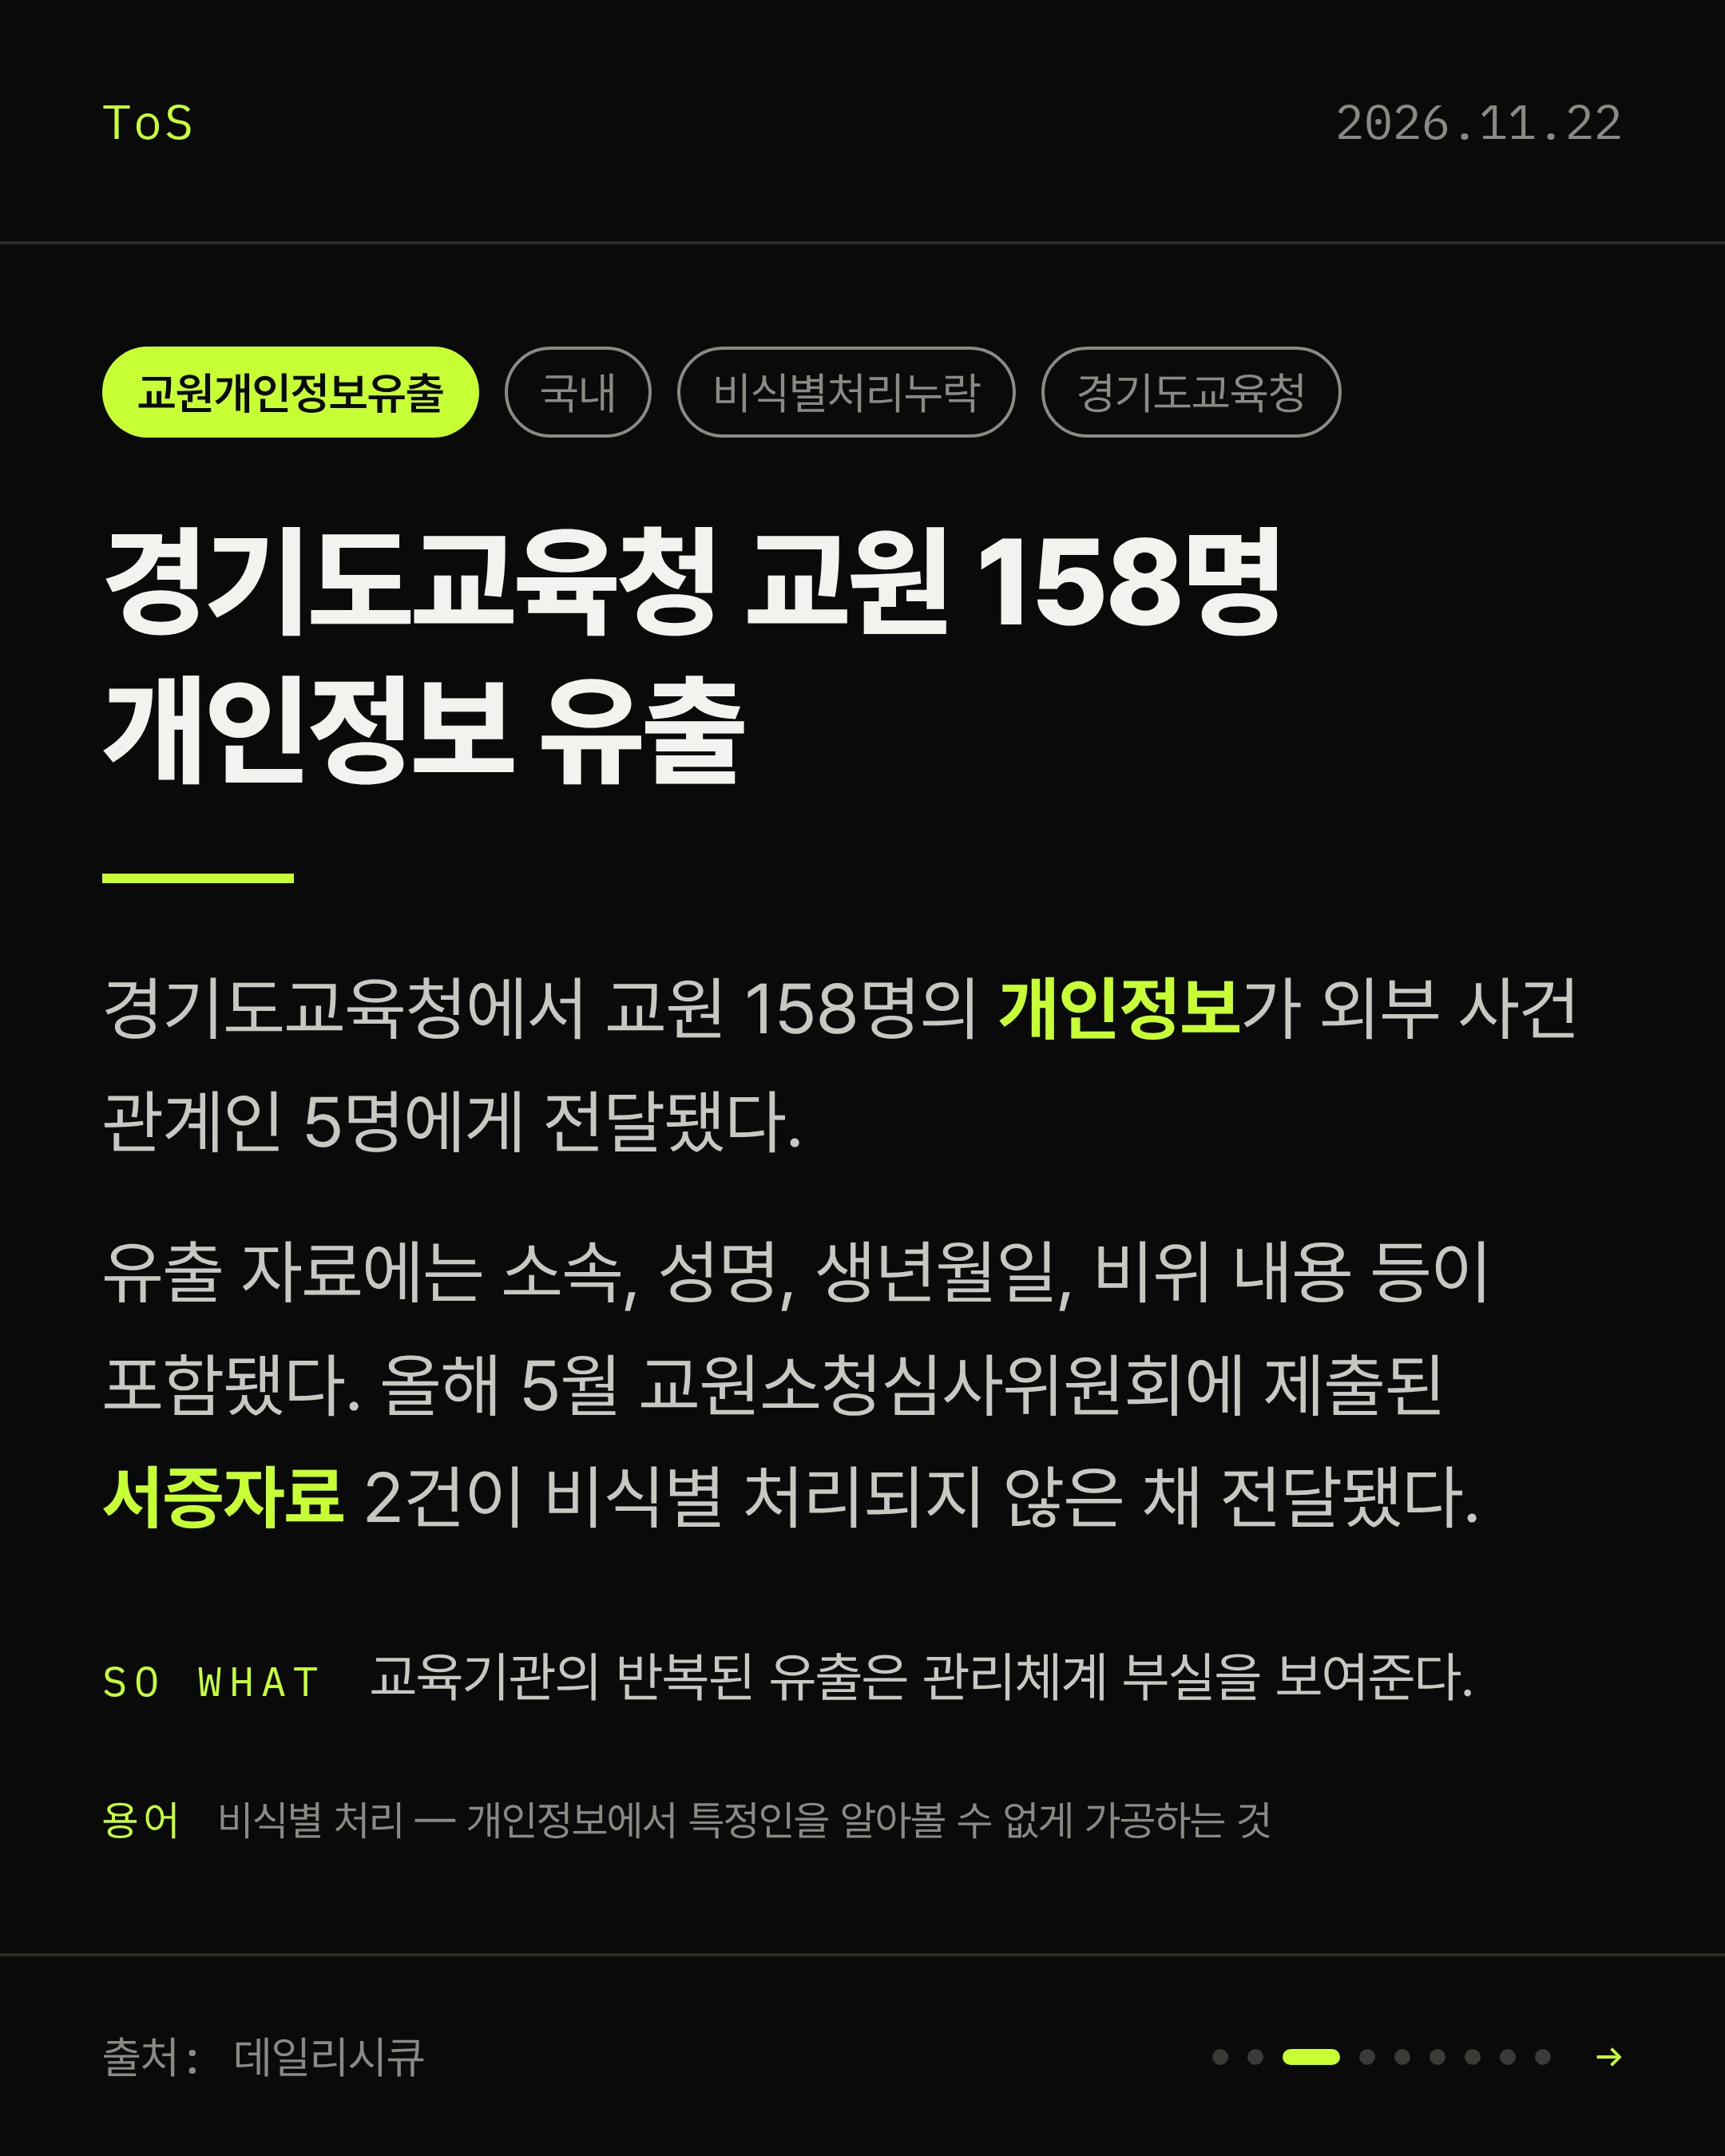 ToS
2026.11.22
교원개인정보유출
국내
비식별처리누락
경기도교육청
경기도교육청 교원 158명
개인정보 유출
경기도교육청에서 교원 158명의 개인정보가 외부 사건
관계인 5명에게 전달됐다.
유출 자료에는 소속, 성명, 생년월일, 비위 내용 등이
포함됐다. 올해 5월 교원소청심사위원회에 제출된
서증자료 2건이 비식별 처리되지 않은 채 전달됐다.
SO WHAT 교육기관의 반복된 유출은 관리체계 부실을 보여준다.
용어 비식별 처리 — 개인정보에서 특정인을 알아볼 수 없게 가공하는 것
출처: 데일리시큐
→